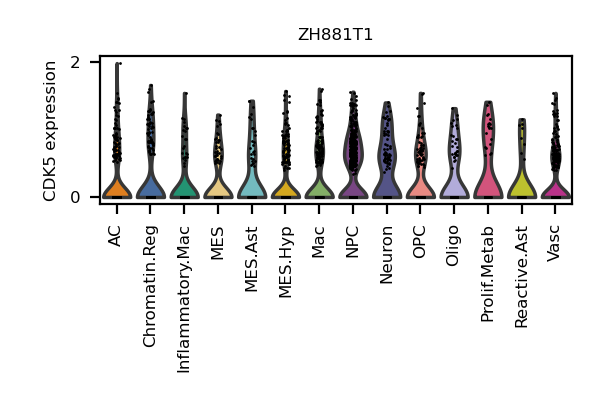 ZH881T1
CDK5 expression
2
0
AC
Chromatin.Reg
Inflammatory.Mac
MES
MES.Ast
MES.Hyp
Mac
NPC
Neuron
OPC
Oligo
Prolif.Metab
Reactive.Ast
Vasc